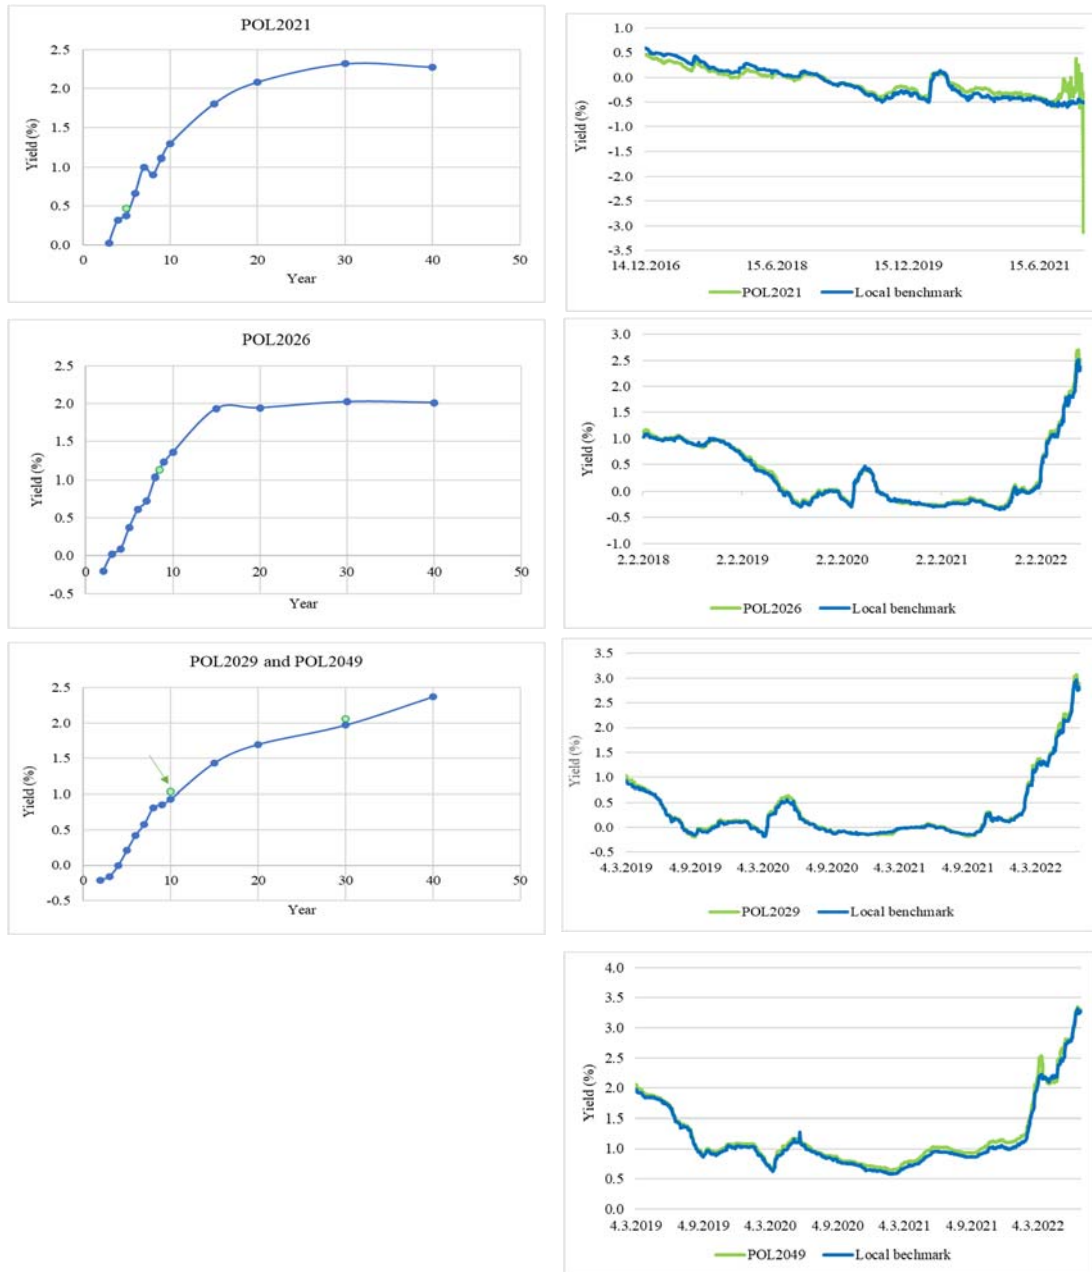 POL2021
2.5
2.0
1.5
1.0
0.5
0.0
Yield (%)
0 10 20 30 40 50
Year
1.0
0.5
0.0
-0.5
-1.0
-1.5
-2.0
-2.5
-3.0
-3.5
Yield (%)
14.12.2016 15.6.2018 15.12.2019 15.6.2021
POL2021 Local benchmark
POL2026
2.5
2.0
1.5
1.0
0.5
0.0
-0.5
Yield (%)
0 10 20 30 40 50
Year
3.0
2.5
2.0
1.5
1.0
0.5
0.0
-0.5
-1.0
Yield (%)
2.2.2018 2.2.2019 2.2.2020 2.2.2021 2.2.2022
POL2026 Local benchmark
POL2029 and POL2049
2.5
2.0
1.5
1.0
0.5
0.0
-0.5
Yield (%)
0 10 20 30 40 50
Year
3.5
3.0
2.5
2.0
1.5
1.0
0.5
0.0
-0.5
Yield (%)
4.3.2019 4.9.2019 4.3.2020 4.9.2020 4.3.2021 4.9.2021 4.3.2022
POL2029 Local benchmark
4.0
3.5
3.0
2.5
2.0
1.5
1.0
0.5
0.0
Yield (%)
4.3.2019 4.9.2019 4.3.2020 4.9.2020 4.3.2021 4.9.2021 4.3.2022
POL2049 Local bechmark